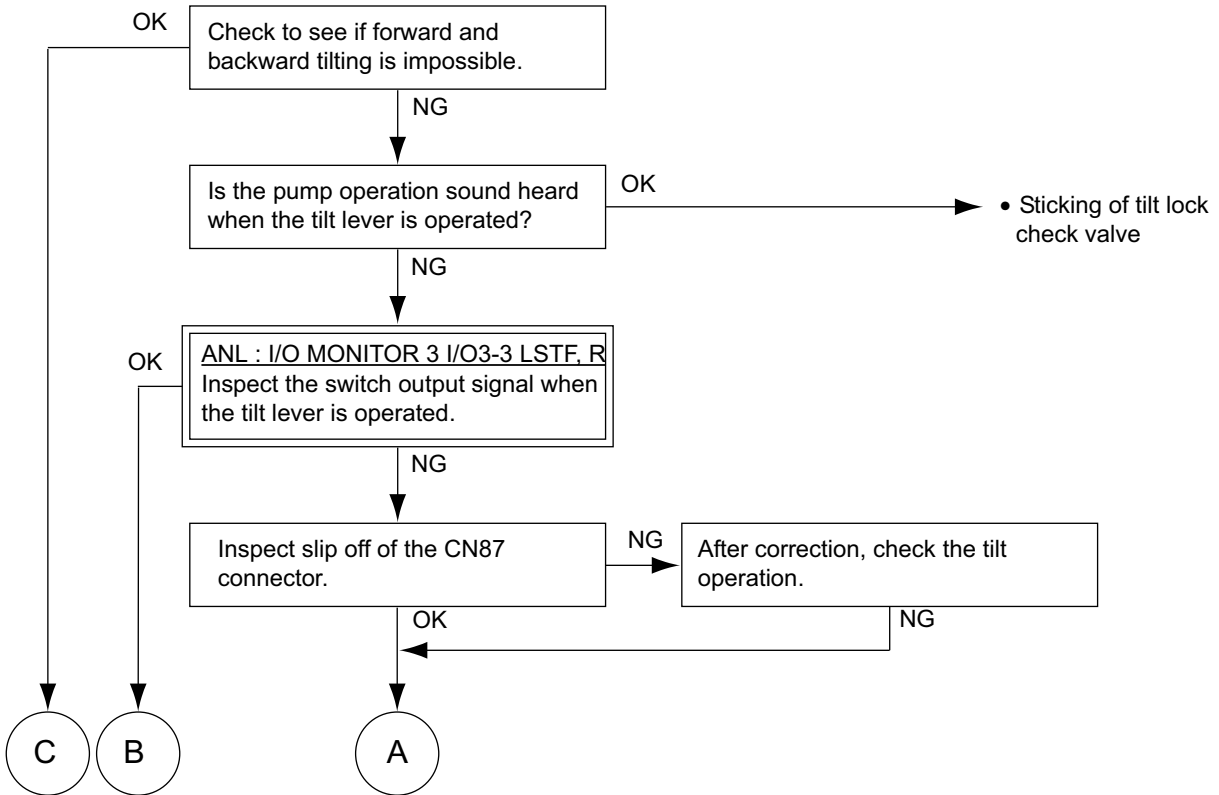 OK
Check to see if forward and
backward tilting is impossible.
NG
Is the pump operation sound heard
when the tilt lever is operated?
OK
• Sticking of tilt lock
check valve
NG
OK
ANL : I/O MONITOR 3 I/O3-3 LSTF, R
Inspect the switch output signal when
the tilt lever is operated.
NG
Inspect slip off of the CN87
connector.
NG
After correction, check the tilt
operation.
OK
NG
C
B
A